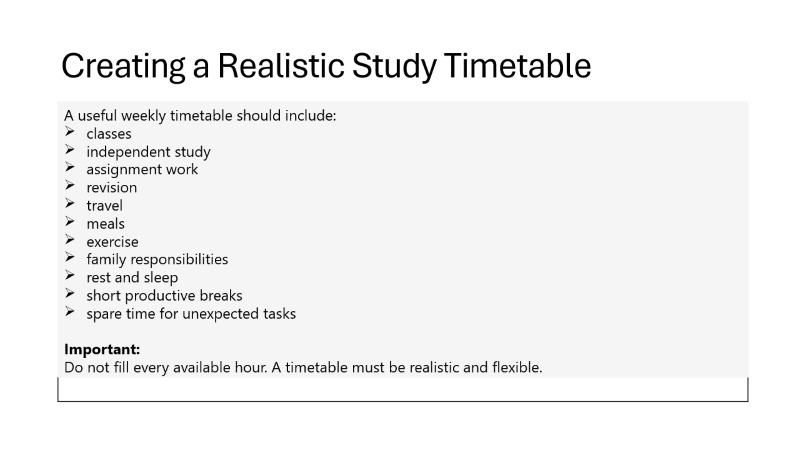 Creating a Realistic Study Timetable
A useful weekly timetable should include:
➢ classes
➢ independent study
➢ assignment work
➢ revision
➢ travel
➢ meals
➢ exercise
➢ family responsibilities
➢ rest and sleep
➢ short productive breaks
➢ spare time for unexpected tasks
Important:
Do not fill every available hour. A timetable must be realistic and flexible.